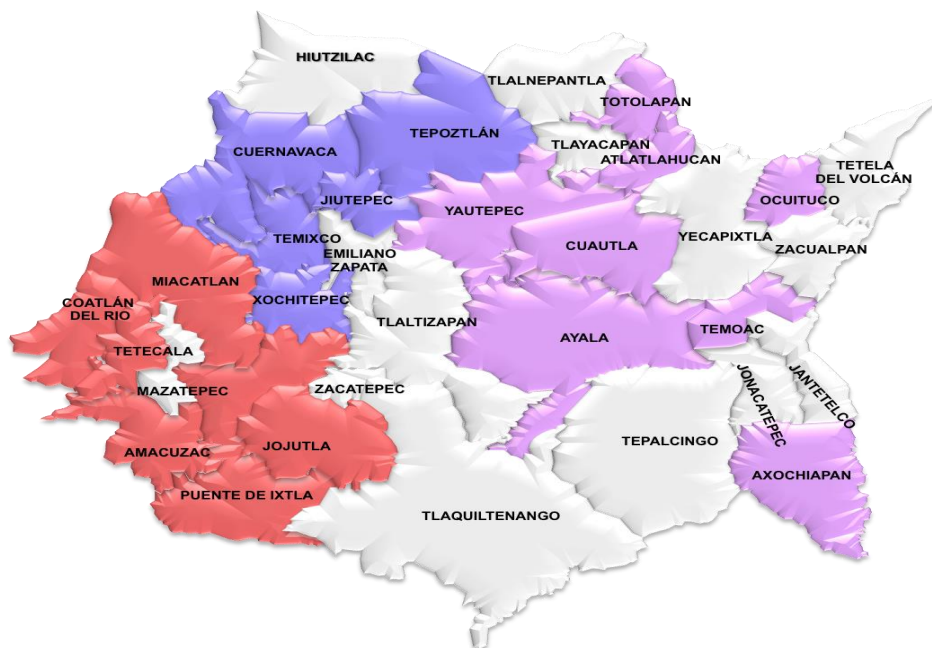 HIUTZILAC
TLALNEPANTLA
TOTOLAPAN
TEPOZTLÁN
TLAYACAPAN
CUERNAVACA
ATLATLAHUCAN
TETELA
DEL VOLCÁN
JIUTEPEC
OCUITUCO
YAUTEPEC
TEMIXCO
CUAUTLA
YECAPIXTLA
EMILIANO
ZAPATA
ZACUALPAN
MIACATLAN
XOCHITEPEC
COATLÁN
DEL RIO
TLALTIZAPAN
TEMOAC
AYALA
TETECALA
MAZATEPEC
ZACATEPEC
JONACATEPEC
JANTETELCO
TEPALCINGO
JOJUTLA
AMACUZAC
AXOCHIAPAN
PUENTE DE IXTLA
TLAQUILTENANGO